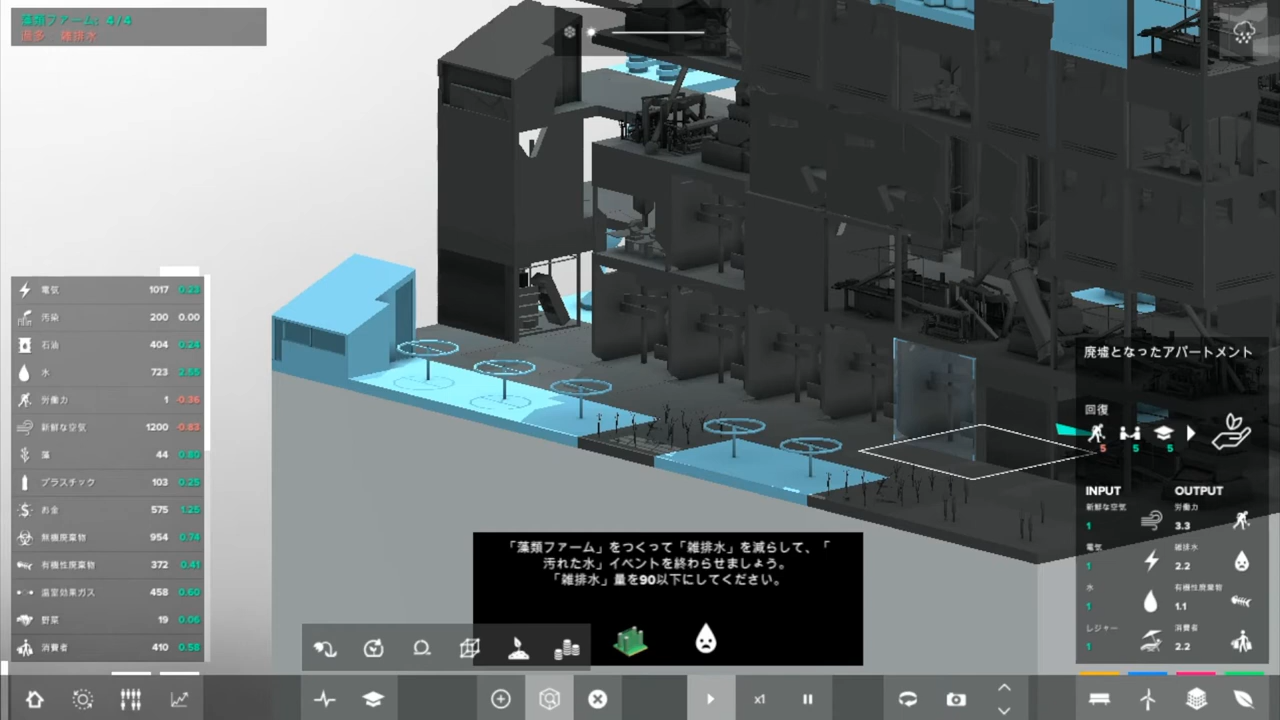 藻類ファーム: 4/4
過多: 雑排水
電気 1017 0.23
汚染 200 0.00
石油 404 0.24
水 723 2.55
労働力 1 -0.36
新鮮な空気 1200 -0.83
藻 44 0.80
プラスチック 103 0.25
お金 575 1.25
無機廃棄物 954 0.74
有機性廃棄物 372 0.41
温室効果ガス 458 0.60
野菜 19 0.06
消費者 410 0.58
「藻類ファーム」をつくって「雑排水」を減らして、「
汚れた水」イベントを終わらせましょう。
「雑排水」量を90以下にしてください。
廃墟となったアパートメント
回復
5 5 5
INPUT OUTPUT
新鮮な空気 労働力
1 3.3
電気 雑排水
1 2.2
水 有機性廃棄物
1 1.1
レジャー 消費者
1 2.2
x1